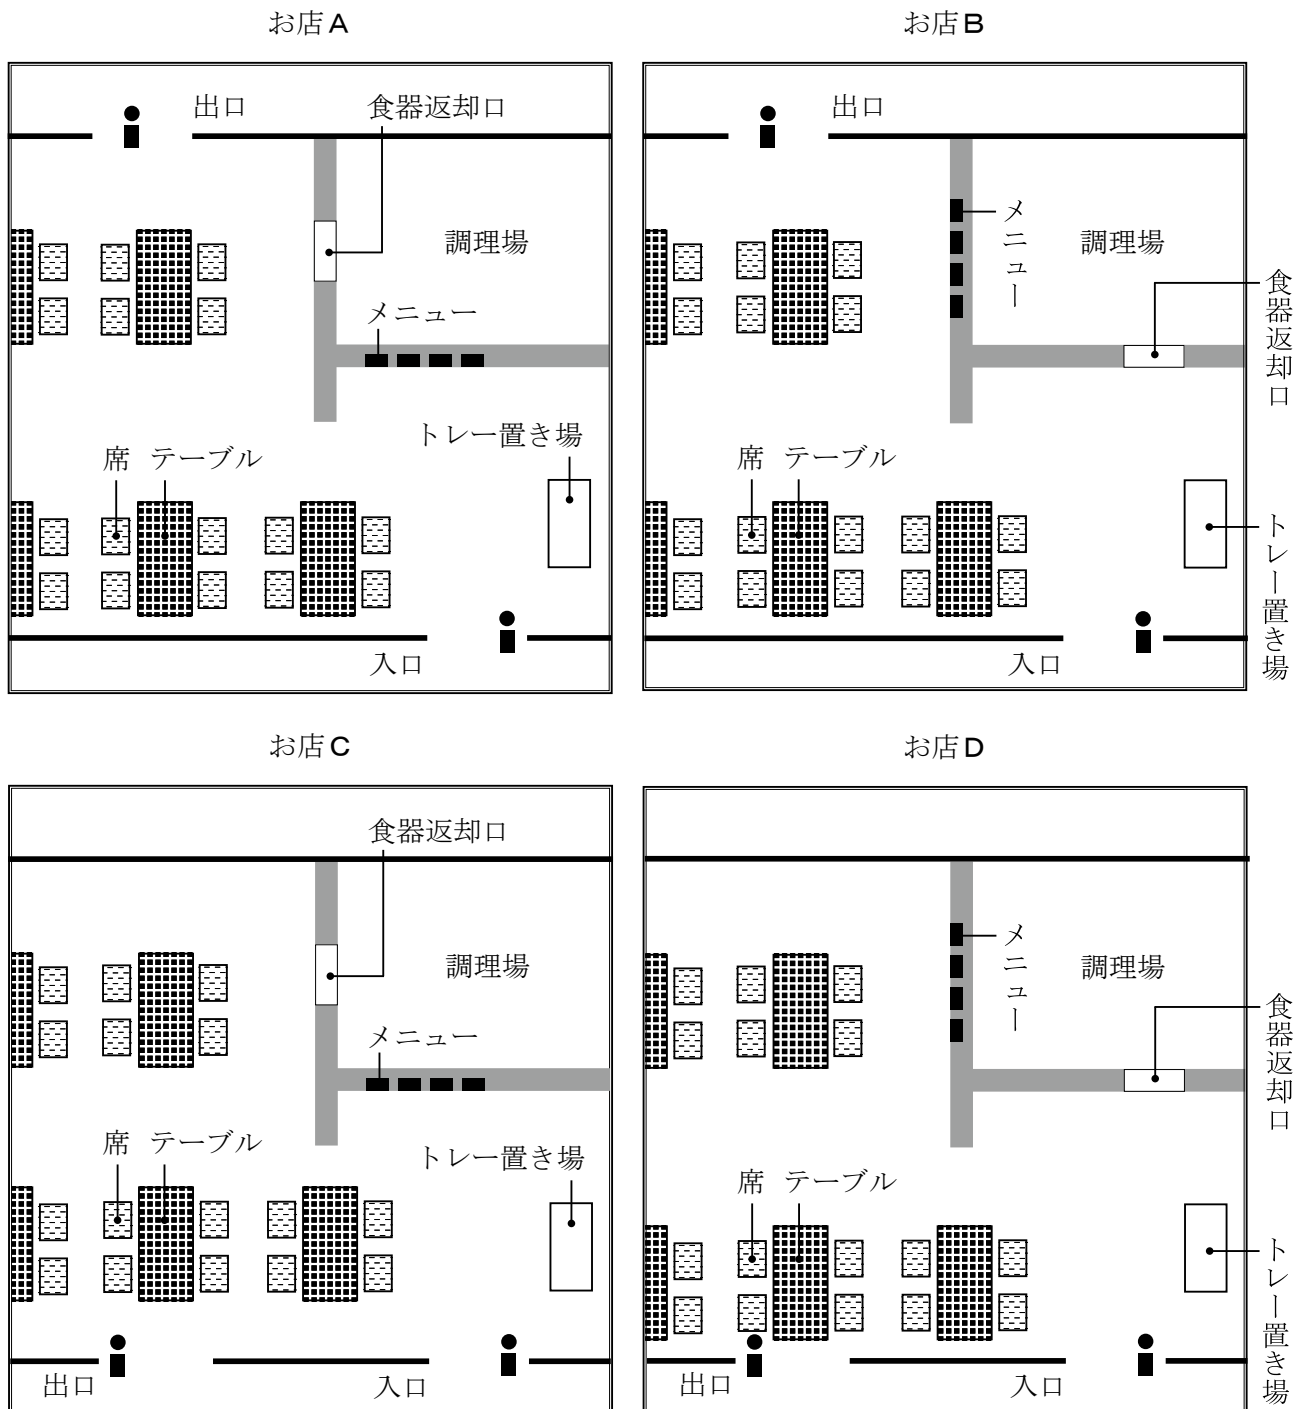 お店A
出口
食器返却口
調理場
メニュー
トレー置き場
席
テーブル
入口
お店B
出口
メニュー
調理場
食器返却口
席
テーブル
トレー置き場
入口
お店C
食器返却口
調理場
メニュー
席
テーブル
トレー置き場
出口
入口
お店D
メニュー
調理場
食器返却口
席
テーブル
トレー置き場
出口
入口